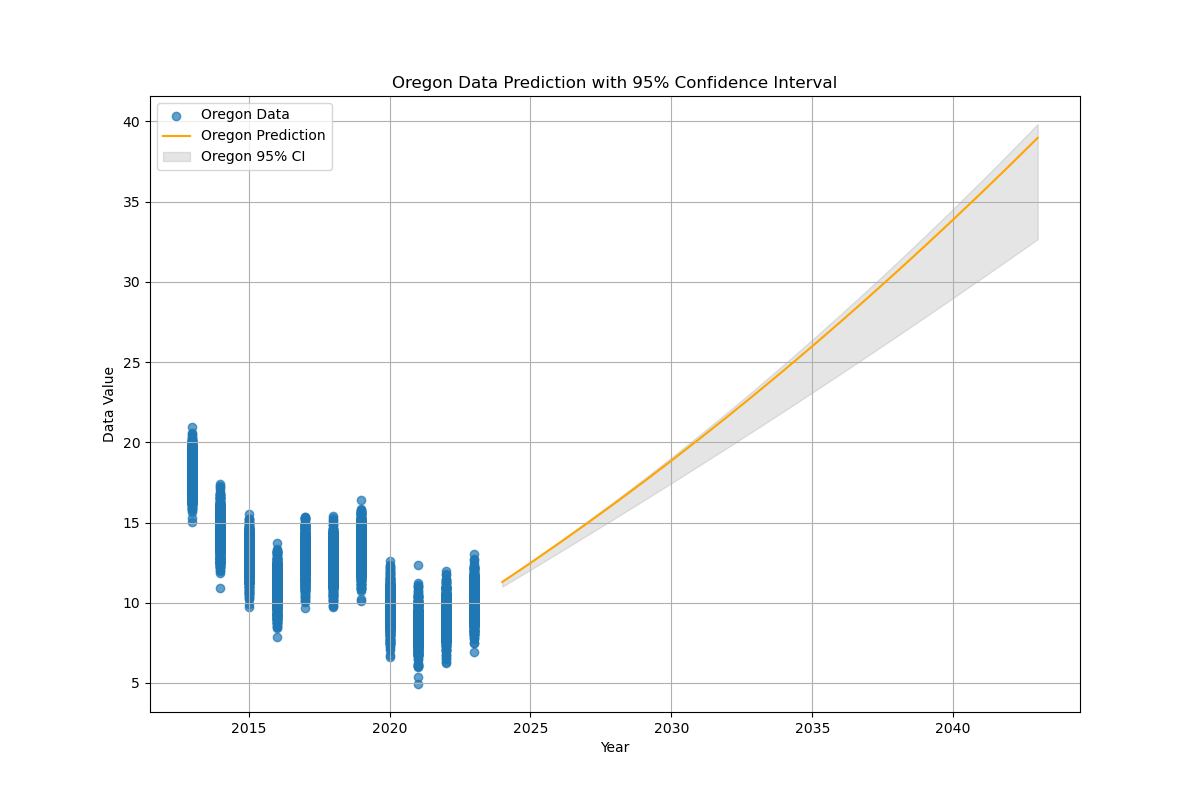 Oregon Data Prediction with 95% Confidence Interval
Oregon Data
Oregon Prediction
Oregon 95% CI
40
35
30
25
20
15
10
5
Data Value
2015
2020
2025
2030
2035
2040
Year